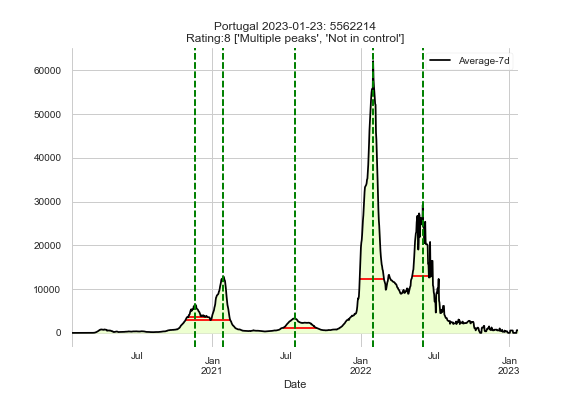 Portugal 2023-01-23: 5562214
Rating:8 ['Multiple peaks', 'Not in control']
Average-7d
60000
50000
40000
30000
20000
10000
0
Jul
Jan
2021
Jul
Jan
2022
Jul
Jan
2023
Date